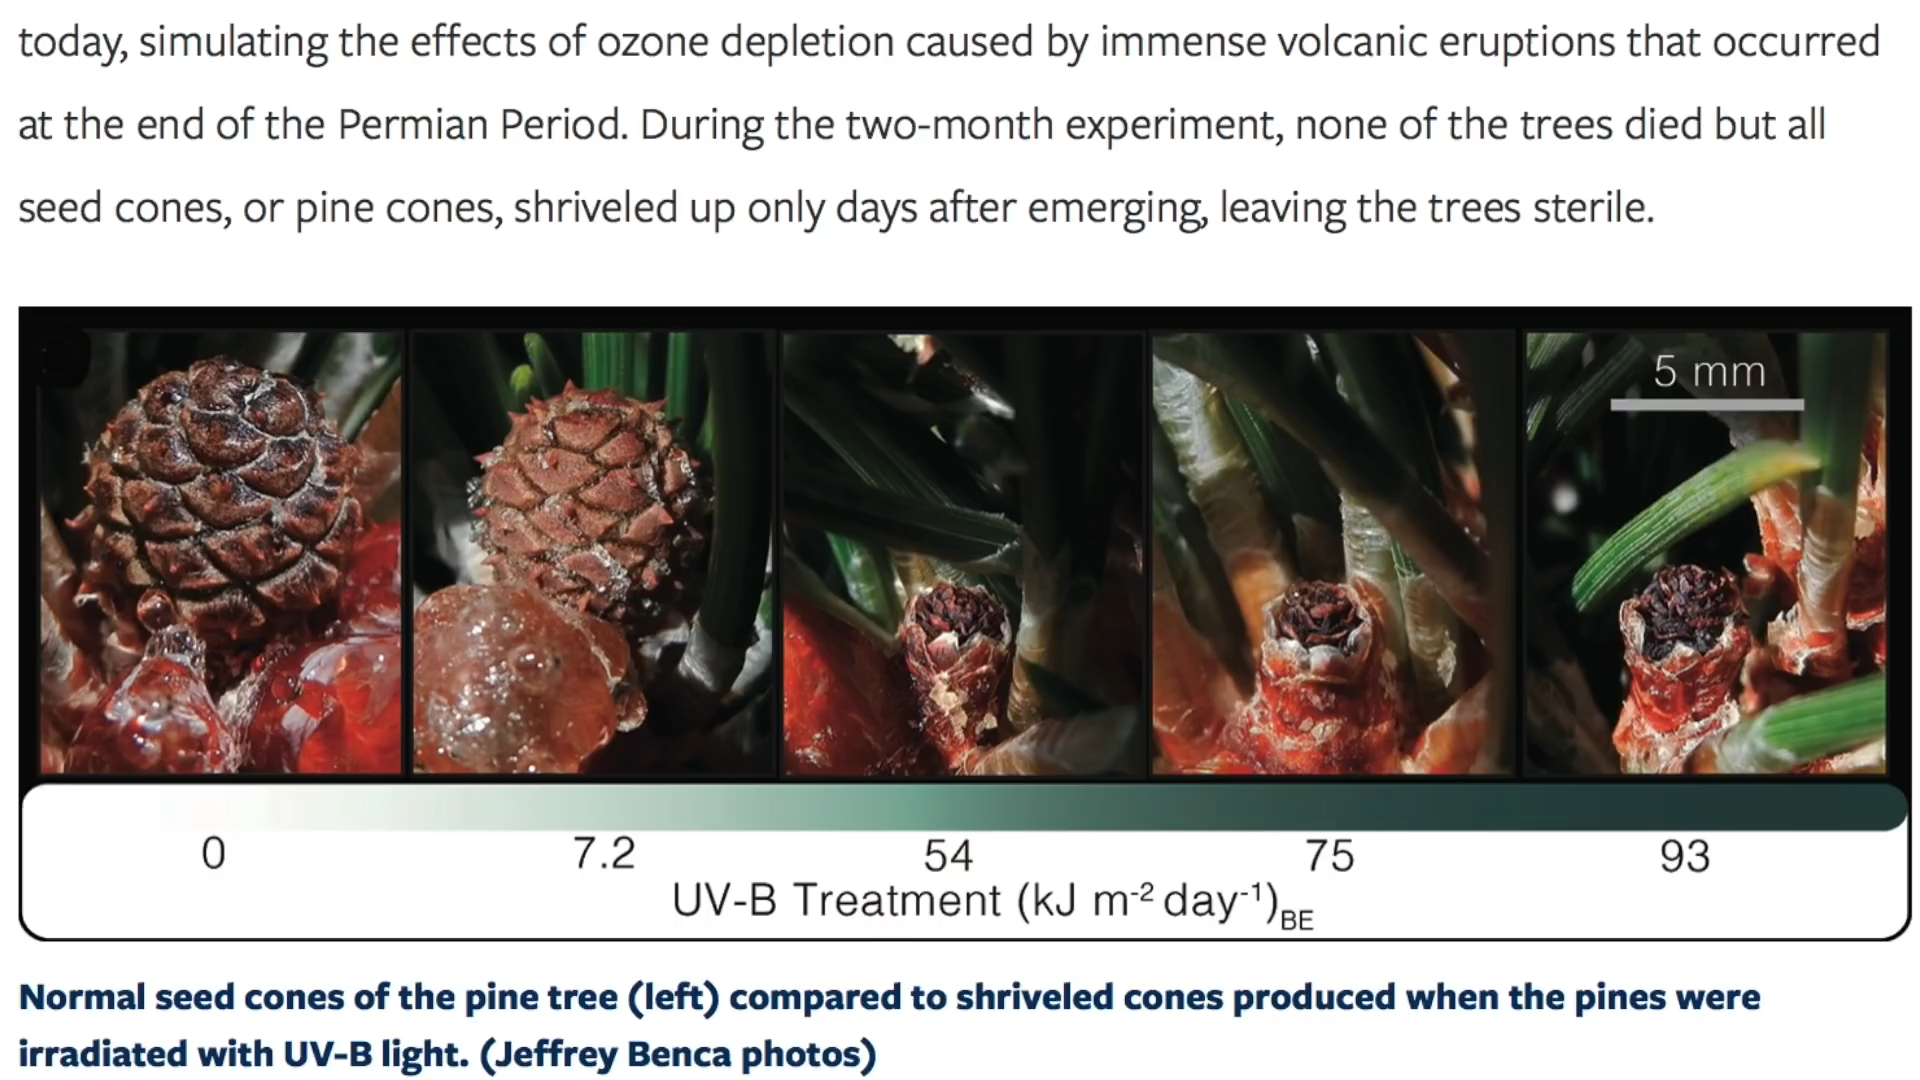 today, simulating the effects of ozone depletion caused by immense volcanic eruptions that occurred
at the end of the Permian Period. During the two-month experiment, none of the trees died but all
seed cones, or pine cones, shriveled up only days after emerging, leaving the trees sterile.
5 mm
0 7.2 54 75 93
UV-B Treatment (kJ m⁻² day⁻¹)BE
Normal seed cones of the pine tree (left) compared to shriveled cones produced when the pines were
irradiated with UV-B light. (Jeffrey Benca photos)